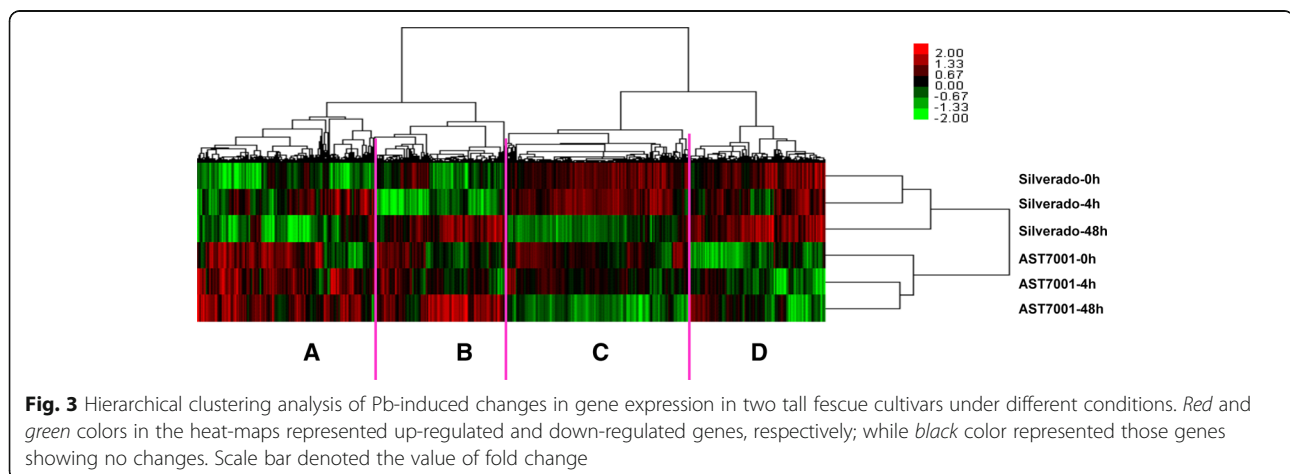 2.00
1.33
0.67
0.00
-0.67
-1.33
-2.00
Silverado-0h
Silverado-4h
Silverado-48h
AST7001-0h
AST7001-4h
AST7001-48h
A B C D
Fig. 3 Hierarchical clustering analysis of Pb-induced changes in gene expression in two tall fescue cultivars under different conditions. Red and
green colors in the heat-maps represented up-regulated and down-regulated genes, respectively; while black color represented those genes
showing no changes. Scale bar denoted the value of fold change